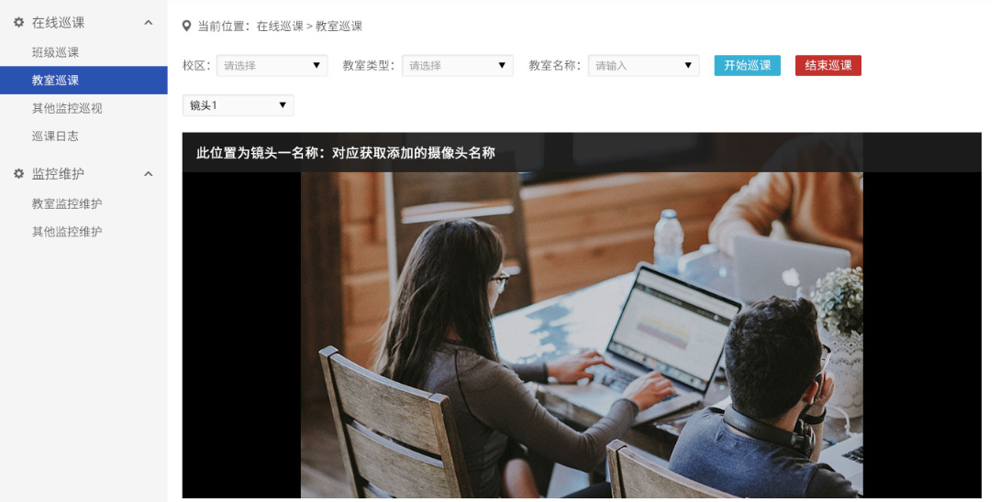 在线巡课
班级巡课
教室巡课
其他监控巡视
巡课日志
监控维护
教室监控维护
其他监控维护
当前位置：在线巡课 > 教室巡课
校区： 请选择 教室类型： 请选择 教室名称： 请输入 开始巡课 结束巡课
镜头1
此位置为镜头一名称：对应获取添加的摄像头名称